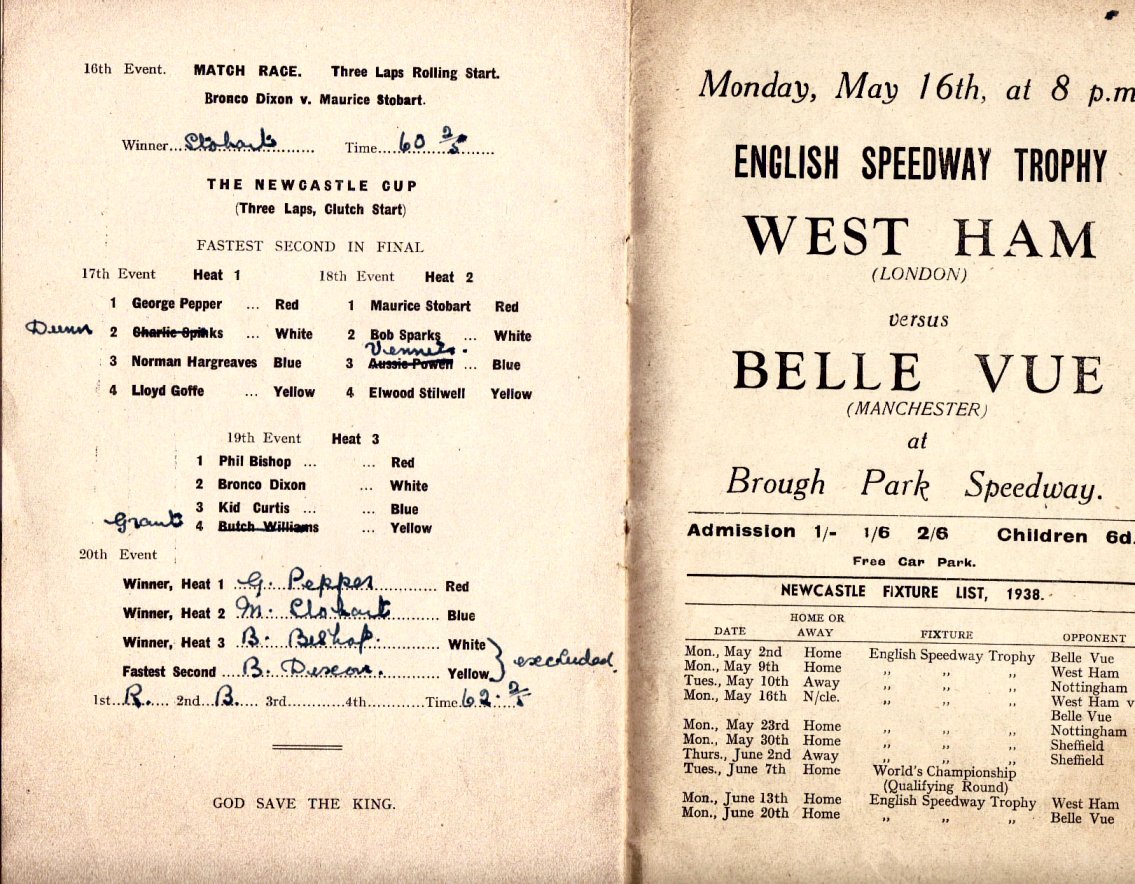 16th Event. MATCH RACE. Three Laps Rolling Start.
Bronco Dixon v. Maurice Stobart.
Winner...Stobart............ Time....60 2/5........
THE NEWCASTLE CUP
(Three Laps, Clutch Start)
FASTEST SECOND IN FINAL
17th Event Heat 1
1 George Pepper ... Red
Dunn 2 Charlie Spinks ... White
3 Norman Hargreaves Blue
4 Lloyd Goffe ... Yellow
18th Event Heat 2
1 Maurice Stobart Red
2 Bob Sparks ... White
Vennels.
3 Aussie Powell ... Blue
4 Elwood Stilwell Yellow
19th Event Heat 3
1 Phil Bishop ... ... Red
2 Bronco Dixon ... White
3 Kid Curtis ... ... Blue
Grant 4 Butch Williams ... Yellow
20th Event
Winner, Heat 1 G. Pepper ............ Red
Winner, Heat 2 M. Stobart ............ Blue
Winner, Heat 3 B. Bishop. ............ White
Fastest Second B. Dixon. ............ Yellow } excluded.
1st...R...... 2nd...B..... 3rd............4th............Time.62.2/5...
GOD SAVE THE KING.
Monday, May 16th, at 8 p.m
ENGLISH SPEEDWAY TROPHY
WEST HAM
(LONDON)
versus
BELLE VUE
(MANCHESTER)
at
Brough Park Speedway.
Admission 1/- 1/6 2/6 Children 6d.
Free Car Park.
NEWCASTLE FIXTURE LIST, 1938.
DATE HOME OR AWAY FIXTURE OPPONENT
Mon., May 2nd Home English Speedway Trophy Belle Vue
Mon., May 9th Home ,, ,, ,, West Ham
Tues., May 10th Away ,, ,, ,, Nottingham
Mon., May 16th N/cle. ,, ,, ,, West Ham v
Belle Vue
Mon., May 23rd Home ,, ,, ,, Nottingham
Mon., May 30th Home ,, ,, ,, Sheffield
Thurs., June 2nd Away ,, ,, ,, Sheffield
Tues., June 7th Home World's Championship
(Qualifying Round)
Mon., June 13th Home English Speedway Trophy West Ham
Mon., June 20th Home ,, ,, ,, Belle Vue